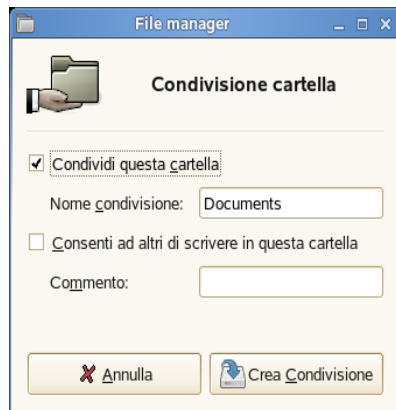 File manager
Condivisione cartella
Condividi questa cartella
Nome condivisione: Documents
Consenti ad altri di scrivere in questa cartella
Commento:
Annulla Crea Condivisione